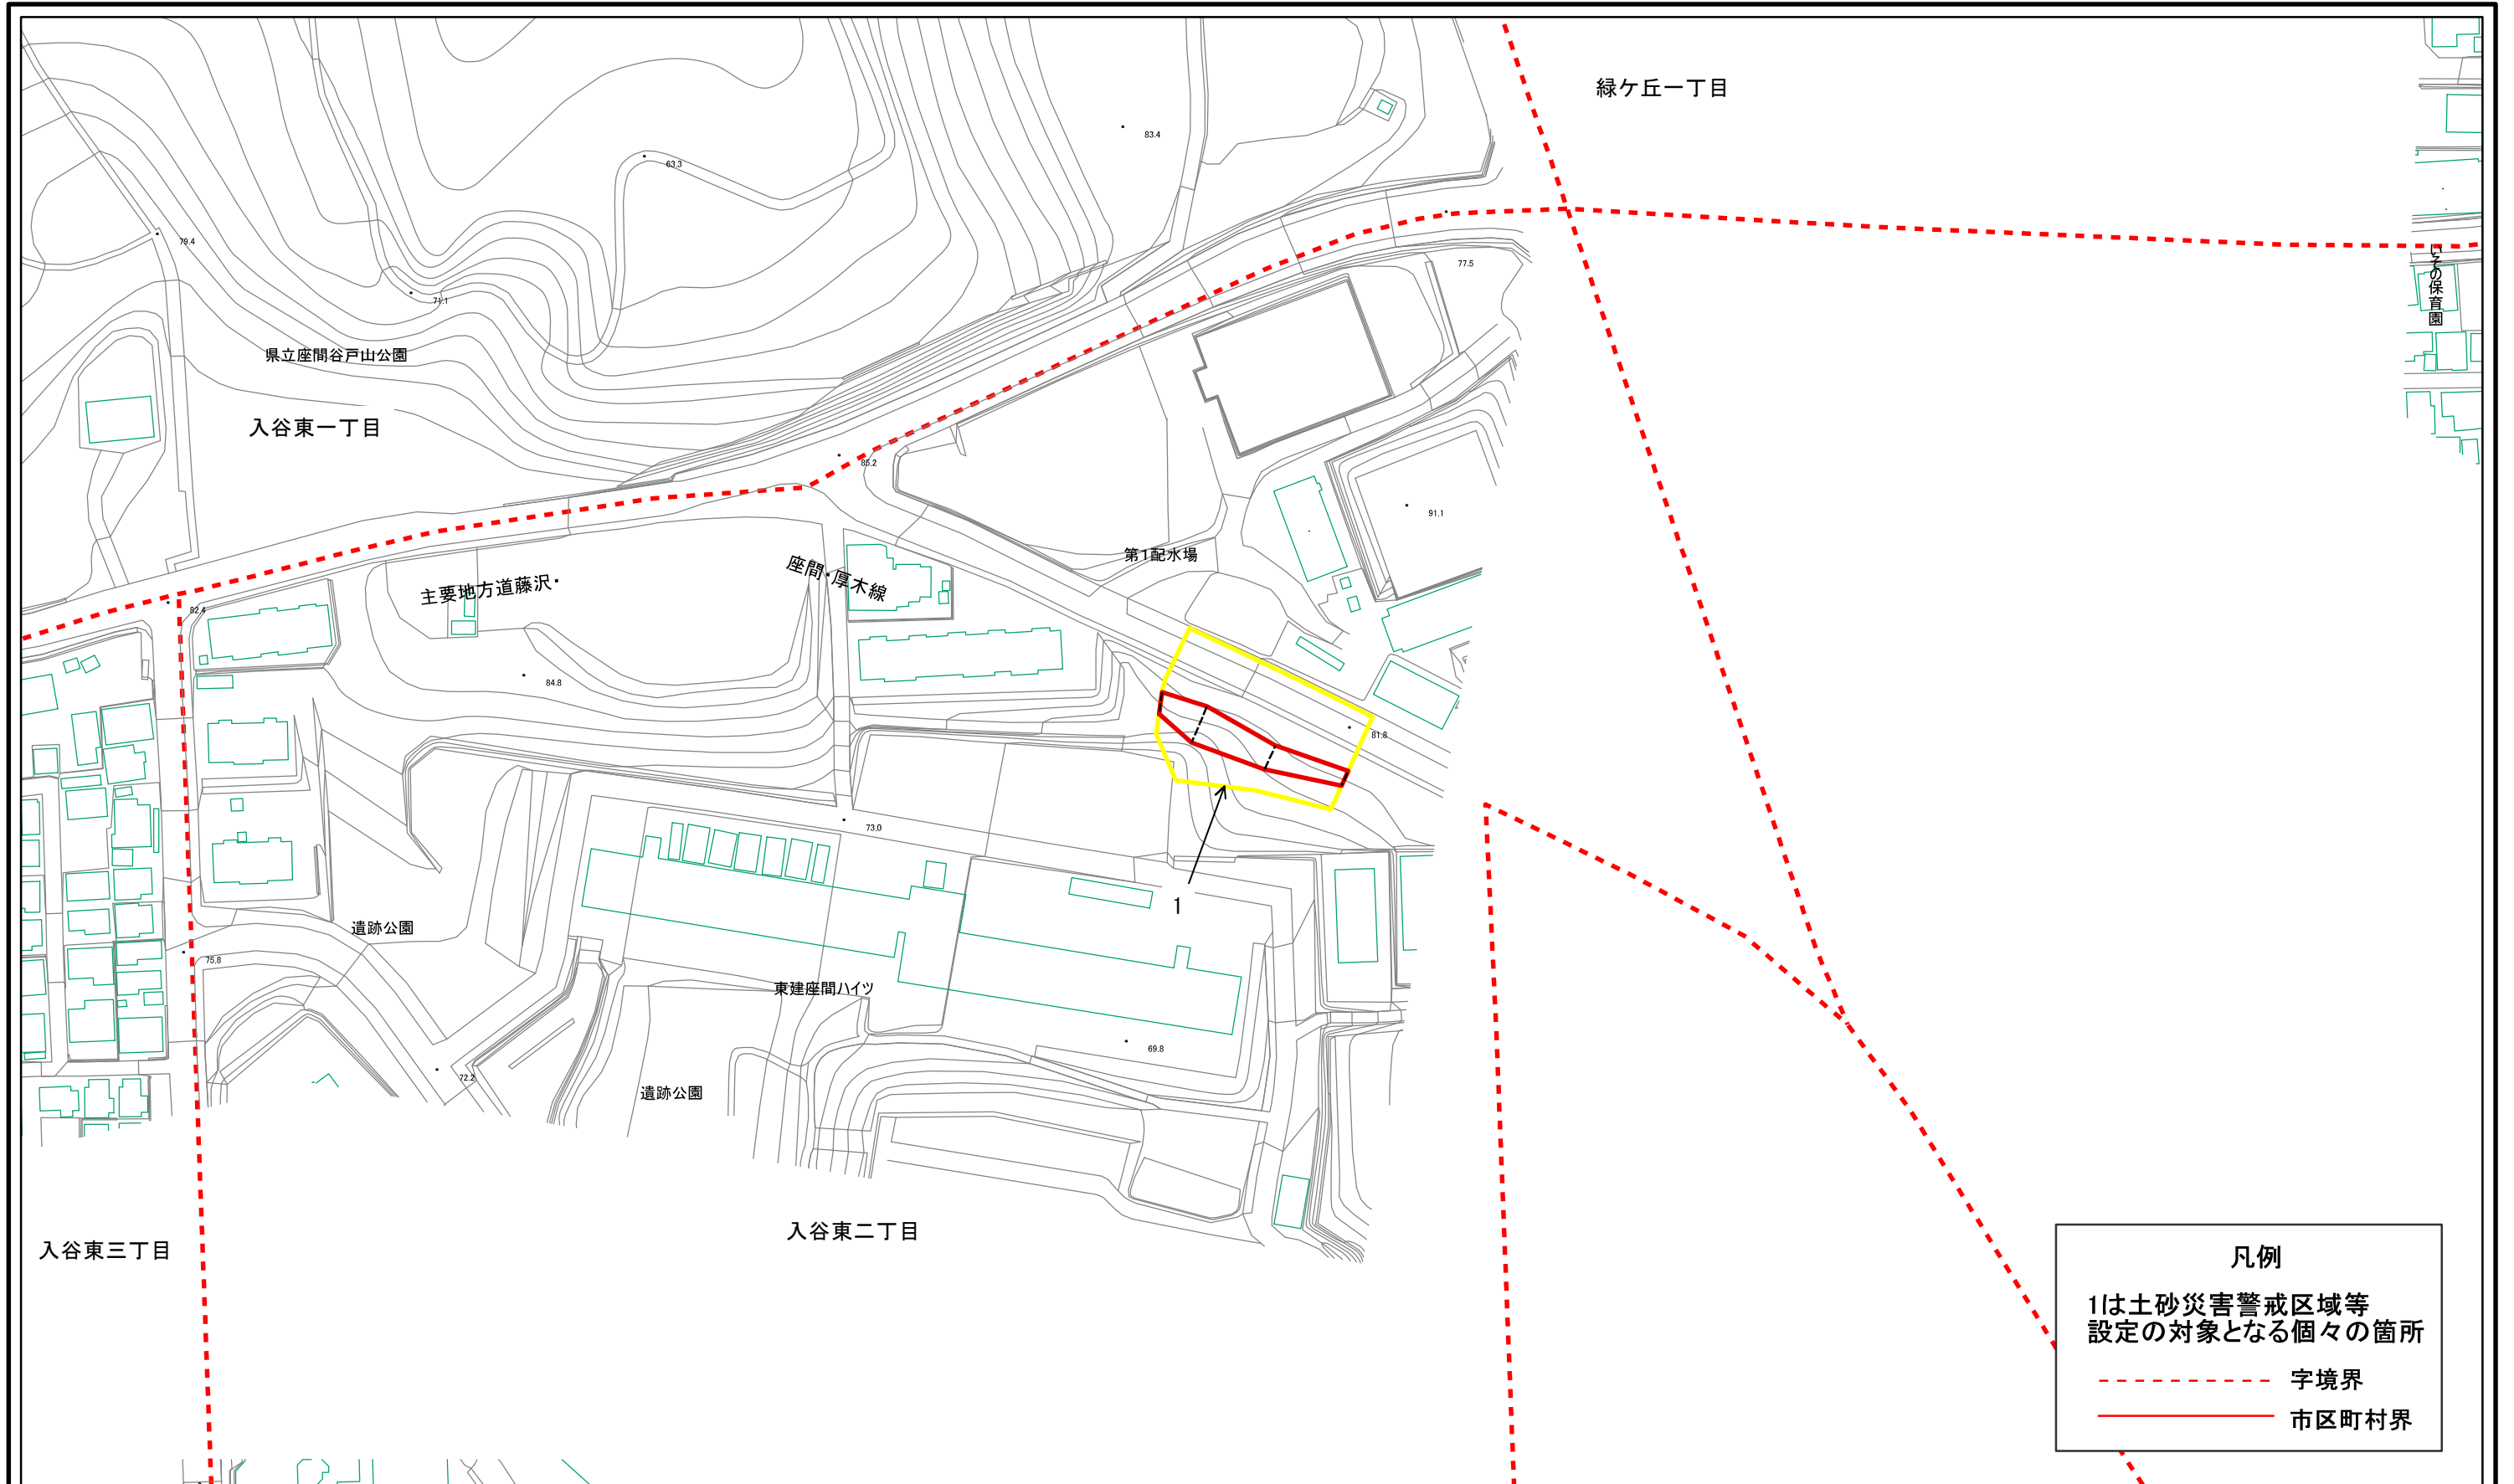 緑ケ丘一丁目
83.4
63.3
79.4
いその保育園
77.5
71.1
県立座間谷戸山公園
入谷東一丁目
85.2
91.1
第1配水場
座間・厚木線
主要地方道藤沢・
82.4
84.8
81.8
73.0
1
遺跡公園
75.8
東建座間ハイツ
69.8
72.2
遺跡公園
入谷東二丁目
入谷東三丁目
凡例
1は土砂災害警戒区域等
設定の対象となる個々の箇所
字境界
市区町村界